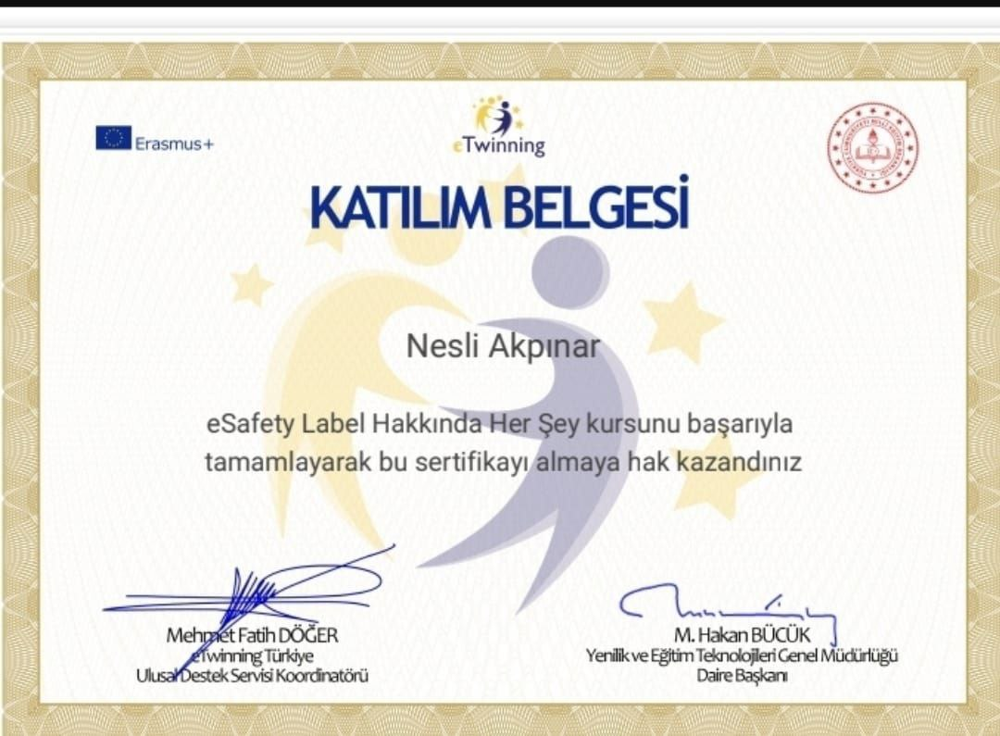 Erasmus+
eTwinning
KATILIM BELGESİ
Nesli Akpınar
eSafety Label Hakkında Her Şey kursunu başarıyla
tamamlayarak bu sertifikayı almaya hak kazandınız
Mehmet Fatih DÖĞER
eTwinning Türkiye
Ulusal Destek Servisi Koordinatörü
M. Hakan BÜCÜK
Yenilik ve Eğitim Teknolojileri Genel Müdürlüğü
Daire Başkanı